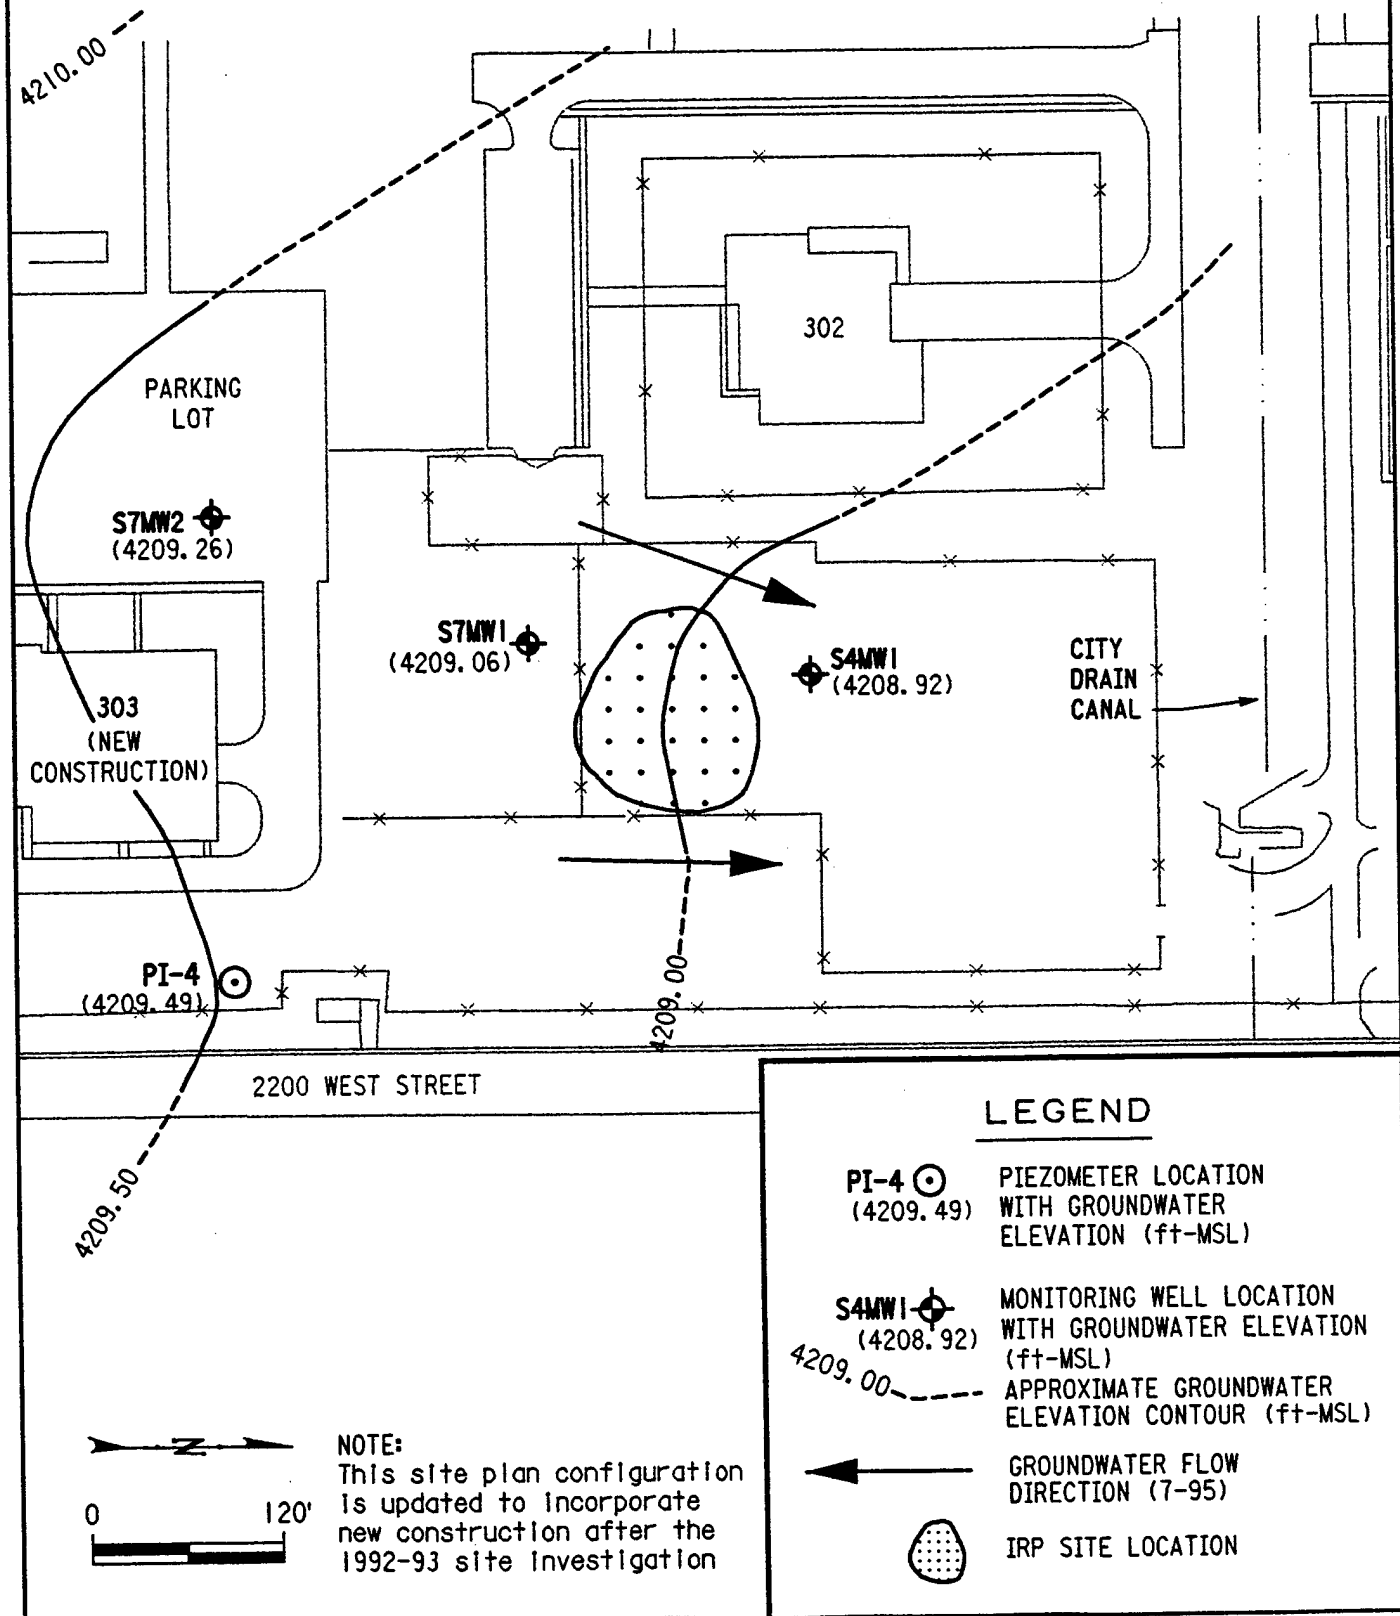 4210.00
302
PARKING
LOT
S7MW2
(4209.26)
S7MW1
(4209.06)
S4MW1
(4208.92)
CITY
DRAIN
CANAL
303
(NEW
CONSTRUCTION)
PI-4
(4209.49)
4209.00
2200 WEST STREET
4209.50
LEGEND
PI-4
(4209.49)
PIEZOMETER LOCATION
WITH GROUNDWATER
ELEVATION (ft-MSL)
S4MW1
(4208.92)
MONITORING WELL LOCATION
WITH GROUNDWATER ELEVATION
(ft-MSL)
4209.00
APPROXIMATE GROUNDWATER
ELEVATION CONTOUR (ft-MSL)
GROUNDWATER FLOW
DIRECTION (7-95)
IRP SITE LOCATION
N
0 120'
NOTE:
This site plan configuration
is updated to incorporate
new construction after the
1992-93 site investigation